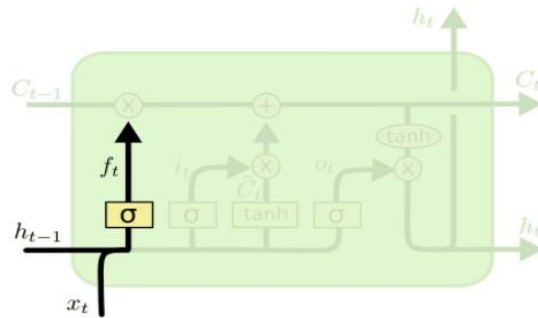 h_t
C_{t-1}
C_t
×
+
tanh
f_t
i_t
×
o_t
×
C̃_t
σ
σ
tanh
σ
h_{t-1}
h_t
x_t